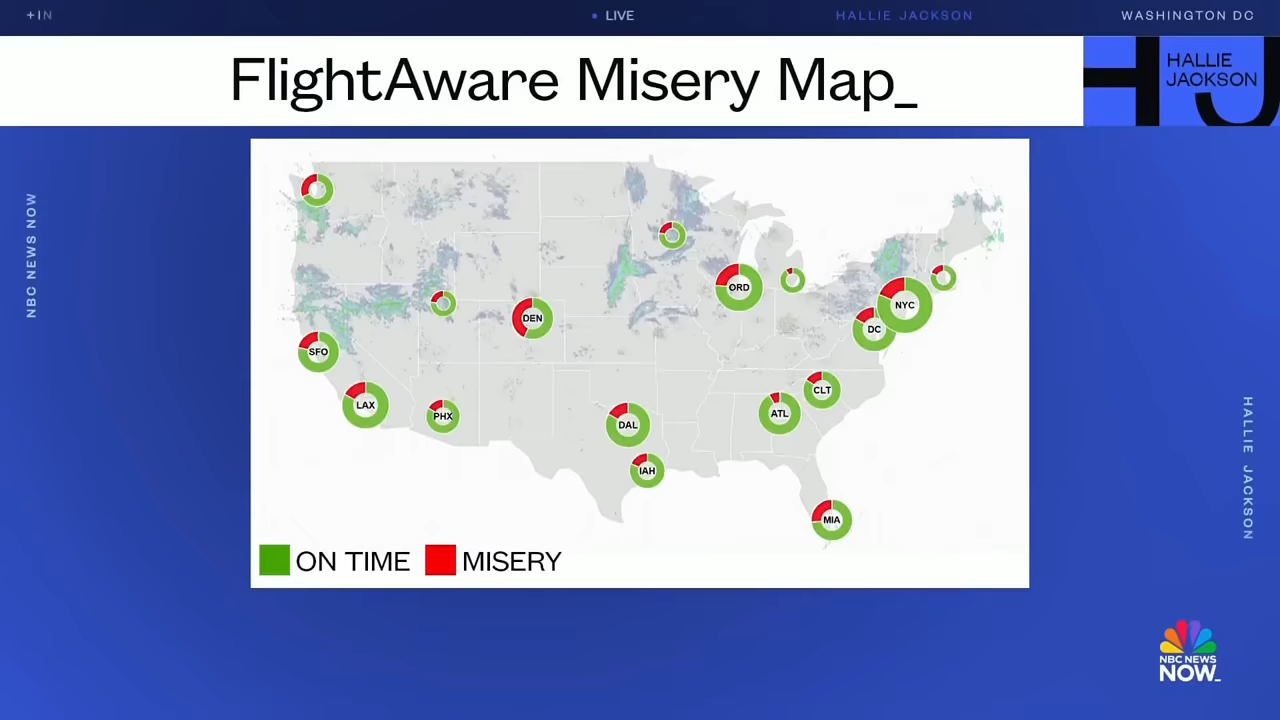 +IN
LIVE
HALLIE JACKSON
WASHINGTON DC
FlightAware Misery Map_
HALLIE
JACKSON
NBC NEWS NOW
ORD
NYC
DEN
DC
SFO
CLT
LAX
PHX
ATL
DAL
IAH
MIA
HALLIE JACKSON
ON TIME
MISERY
NBC NEWS
NOW_